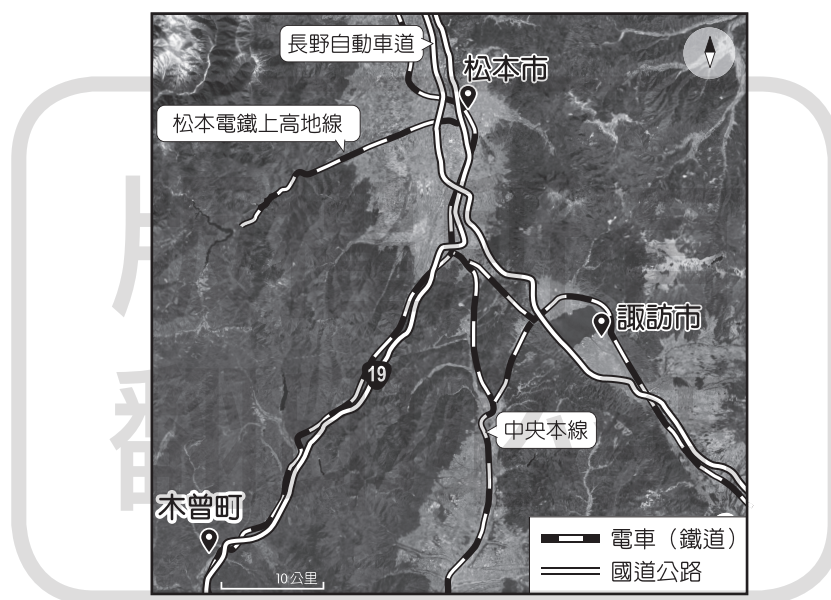 長野自動車道
松本市
松本電鐵上高地線
諏訪市
19
中央本線
木曾町
10公里
電車（鐵道）
國道公路